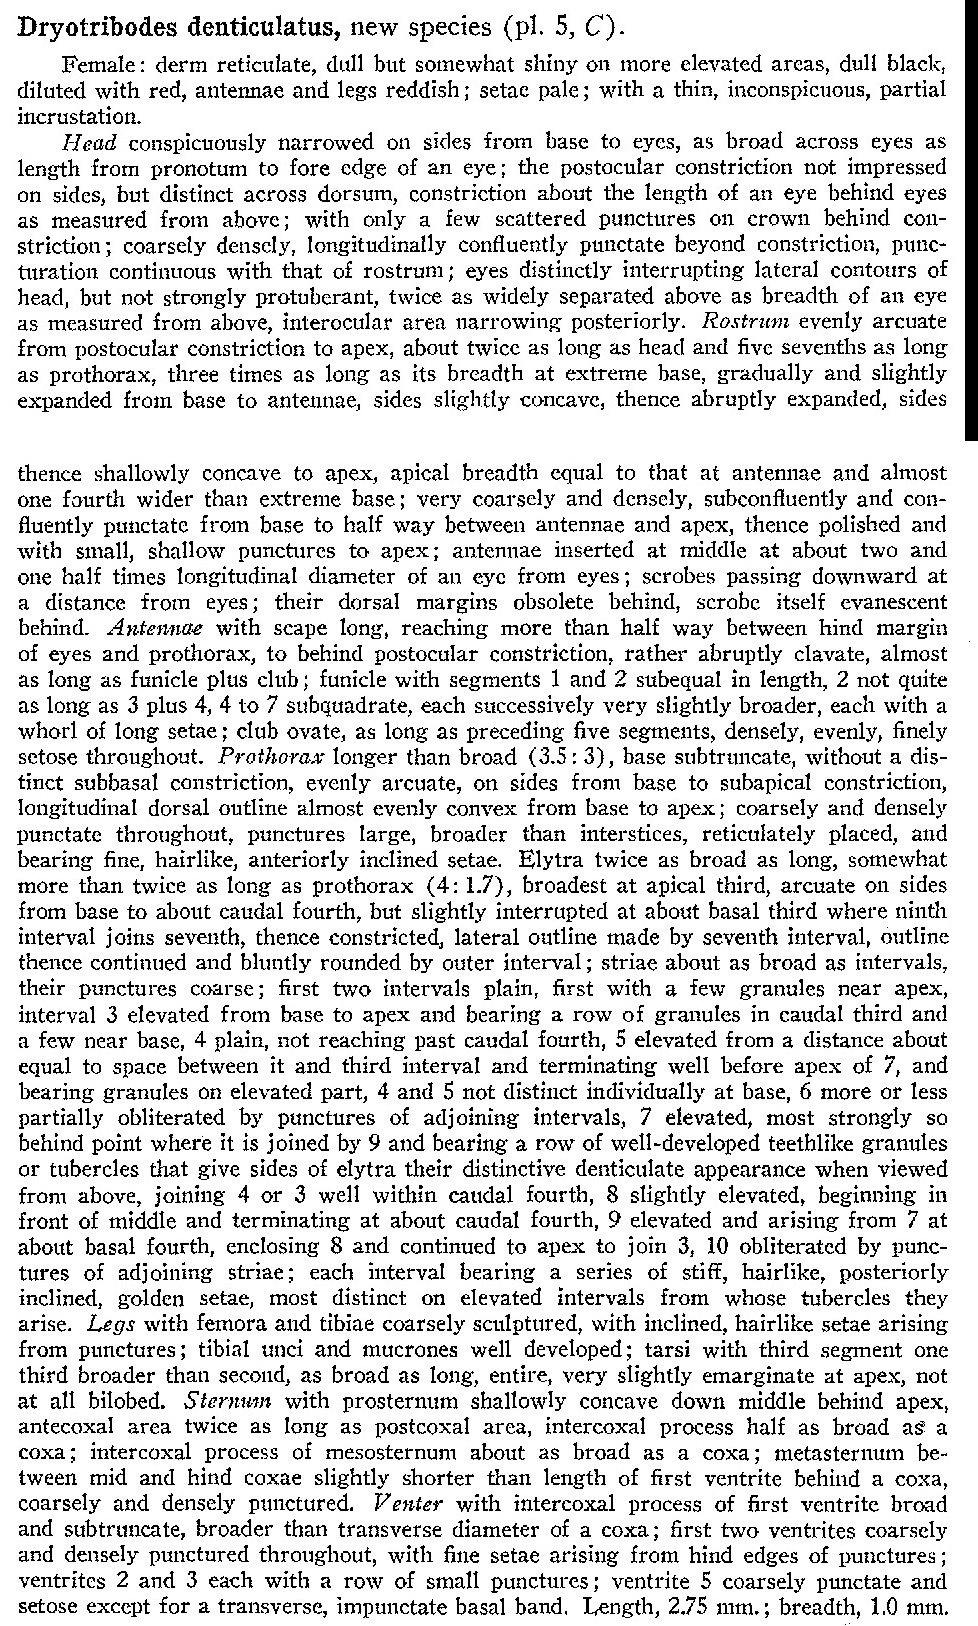 Dryotribodes denticulatus, new species (pl. 5, C).
Female: derm reticulate, dull but somewhat shiny on more elevated areas, dull black,
diluted with red, antennae and legs reddish; setae pale; with a thin, inconspicuous, partial
incrustation.
Head conspicuously narrowed on sides from base to eyes, as broad across eyes as
length from pronotum to fore edge of an eye; the postocular constriction not impressed
on sides, but distinct across dorsum, constriction about the length of an eye behind eyes
as measured from above; with only a few scattered punctures on crown behind con-
striction; coarsely densely, longitudinally confluently punctate beyond constriction, punc-
turation continuous with that of rostrum; eyes distinctly interrupting lateral contours of
head, but not strongly protuberant, twice as widely separated above as breadth of an eye
as measured from above, interocular area narrowing posteriorly. Rostrum evenly arcuate
from postocular constriction to apex, about twice as long as head and five sevenths as long
as prothorax, three times as long as its breadth at extreme base, gradually and slightly
expanded from base to antennae, sides slightly concave, thence abruptly expanded, sides
thence shallowly concave to apex, apical breadth equal to that at antennae and almost
one fourth wider than extreme base; very coarsely and densely, subconfluently and con-
fluently punctate from base to half way between antennae and apex, thence polished and
with small, shallow punctures to apex; antennae inserted at middle at about two and
one half times longitudinal diameter of an eye from eyes; scrobes passing downward at
a distance from eyes; their dorsal margins obsolete behind, scrobe itself evanescent
behind. Antennae with scape long, reaching more than half way between hind margin
of eyes and prothorax, to behind postocular constriction, rather abruptly clavate, almost
as long as funicle plus club; funicle with segments 1 and 2 subequal in length, 2 not quite
as long as 3 plus 4, 4 to 7 subquadrate, each successively very slightly broader, each with a
whorl of long setae; club ovate, as long as preceding five segments, densely, evenly, finely
setose throughout. Prothorax longer than broad (3.5: 3), base subtruncate, without a dis-
tinct subbasal constriction, evenly arcuate, on sides from base to subapical constriction,
longitudinal dorsal outline almost evenly convex from base to apex; coarsely and densely
punctate throughout, punctures large, broader than interstices, reticulately placed, and
bearing fine, hairlike, anteriorly inclined setae. Elytra twice as broad as long, somewhat
more than twice as long as prothorax (4: 1.7), broadest at apical third, arcuate on sides
from base to about caudal fourth, but slightly interrupted at about basal third where ninth
interval joins seventh, thence constricted, lateral outline made by seventh interval, outline
thence continued and bluntly rounded by outer interval; striae about as broad as intervals,
their punctures coarse; first two intervals plain, first with a few granules near apex,
interval 3 elevated from base to apex and bearing a row of granules in caudal third and
a few near base, 4 plain, not reaching past caudal fourth, 5 elevated from a distance about
equal to space between it and third interval and terminating well before apex of 7, and
bearing granules on elevated part, 4 and 5 not distinct individually at base, 6 more or less
partially obliterated by punctures of adjoining intervals, 7 elevated, most strongly so
behind point where it is joined by 9 and bearing a row of well-developed teethlike granules
or tubercles that give sides of elytra their distinctive denticulate appearance when viewed
from above, joining 4 or 3 well within caudal fourth, 8 slightly elevated, beginning in
front of middle and terminating at about caudal fourth, 9 elevated and arising from 7 at
about basal fourth, enclosing 8 and continued to apex to join 3, 10 obliterated by punc-
tures of adjoining striae; each interval bearing a series of stiff, hairlike, posteriorly
inclined, golden setae, most distinct on elevated intervals from whose tubercles they
arise. Legs with femora and tibiae coarsely sculptured, with inclined, hairlike setae arising
from punctures; tibial unci and mucrones well developed; tarsi with third segment one
third broader than second, as broad as long, entire, very slightly emarginate at apex, not
at all bilobed. Sternum with prosternum shallowly concave down middle behind apex,
antecoxal area twice as long as postcoxal area, intercoxal process half as broad as a
coxa; intercoxal process of mesosternum about as broad as a coxa; metasternum be-
tween mid and hind coxae slightly shorter than length of first ventrite behind a coxa,
coarsely and densely punctured. Venter with intercoxal process of first ventrite broad
and subtruncate, broader than transverse diameter of a coxa; first two ventrites coarsely
and densely punctured throughout, with fine setae arising from hind edges of punctures;
ventrites 2 and 3 each with a row of small punctures; ventrite 5 coarsely punctate and
setose except for a transverse, impunctate basal band. Length, 2.75 mm.; breadth, 1.0 mm.